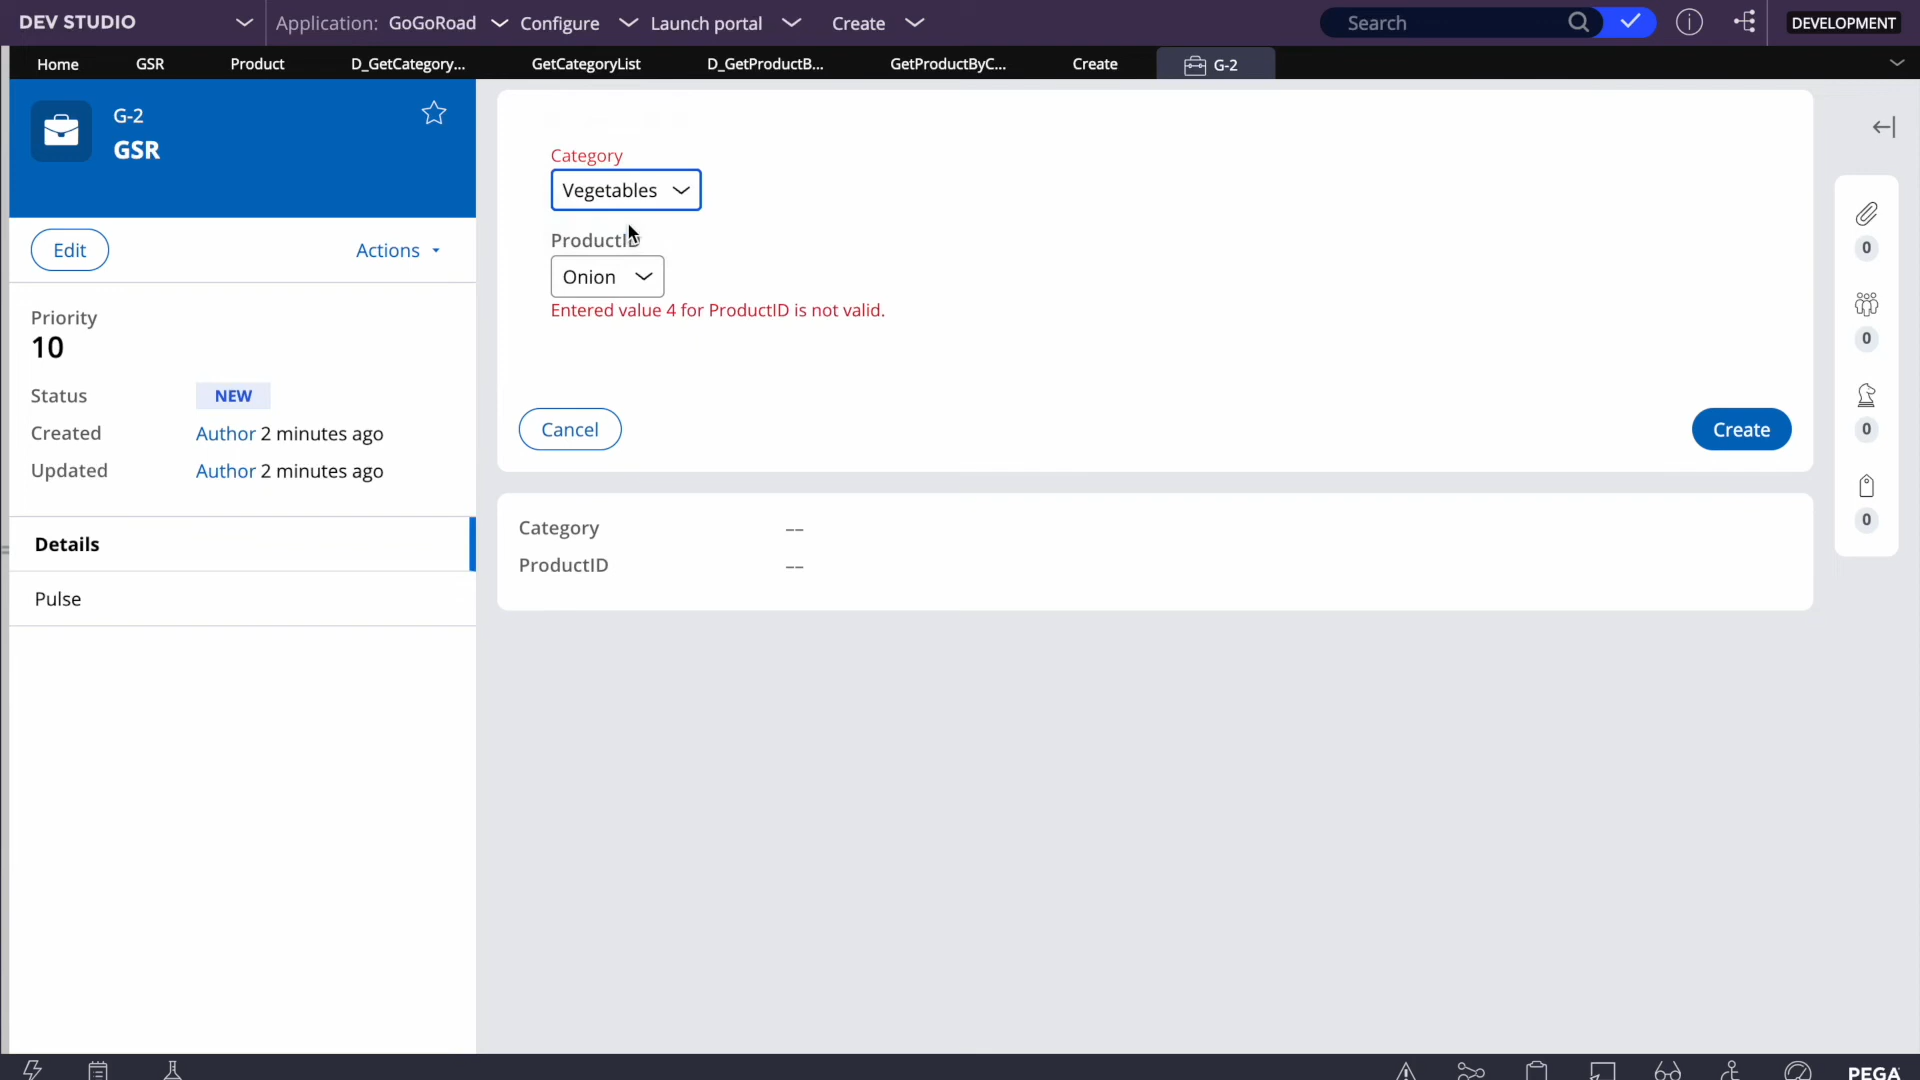 DEV STUDIO
Application: GoGoRoad
Configure
Launch portal
Create
Search
DEVELOPMENT
Home
GSR
Product
D_GetCategory...
GetCategoryList
D_GetProductB...
GetProductByC...
Create
G-2
G-2
GSR
Edit
Actions
Priority
10
Status NEW
Created Author 2 minutes ago
Updated Author 2 minutes ago
Details
Pulse
Category
Vegetables
ProductID
Onion
Entered value 4 for ProductID is not valid.
Cancel
Create
Category --
ProductID --
0
0
0
0
PEGA